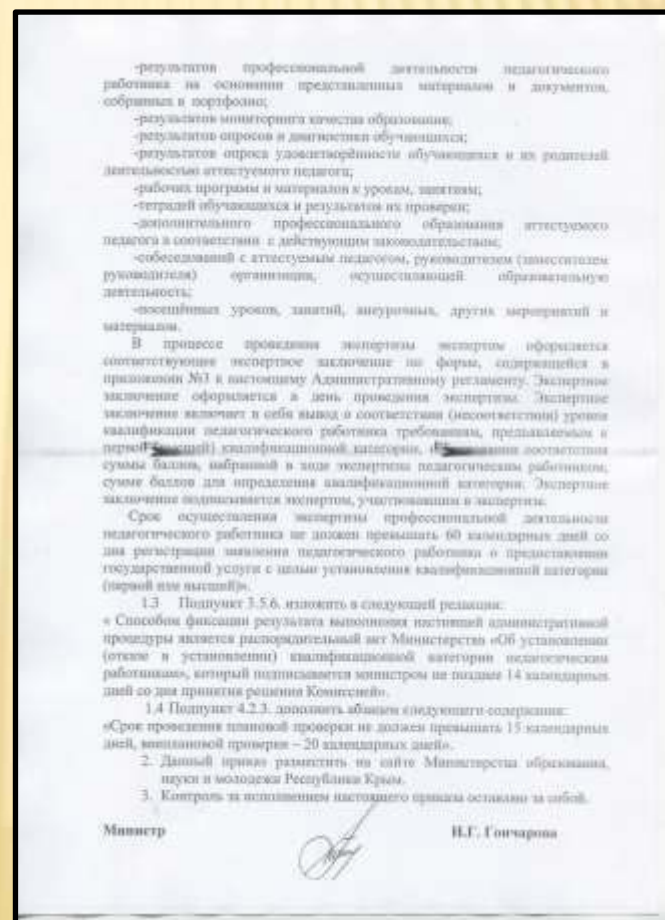 -результатов профессиональной деятельности педагогического
работника на основании представленных материалов и документов,
собранных в портфолио;
-результатов мониторинга качества образования;
-результатов опросов и диагностики обучающихся;
-результатов опроса удовлетворённости обучающихся и их родителей
деятельностью аттестуемого педагога;
-рабочих программ и материалов к урокам, занятиям;
-тетрадей обучающихся и результатов их проверки;
-дополнительного профессионального образования аттестуемого
педагога в соответствии с действующим законодательством;
-собеседований с аттестуемым педагогом, руководителем (заместителем
руководителя) организации, осуществляющей образовательную
деятельность;
-посещённых уроков, занятий, внеурочных, других мероприятий и
материалов.
В процессе проведения экспертизы экспертом оформляется
соответствующее экспертное заключение по форме, содержащейся в
приложении №3 к настоящему Административному регламенту. Экспертное
заключение оформляется в день проведения экспертизы. Экспертное
заключение включает в себя вывод о соответствии (несоответствии) уровня
квалификации педагогического работника требованиям, предъявляемым к
первой (высшей) квалификационной категории, соответствия
суммы баллов, набранной в ходе экспертизы педагогическим работником,
сумме баллов для определения квалификационной категории. Экспертное
заключение подписывается экспертом, участвовавшим в экспертизе.
Срок осуществления экспертизы профессиональной деятельности
педагогического работника не должен превышать 60 календарных дней со
дня регистрации заявления педагогического работника о предоставлении
государственной услуги с целью установления квалификационной категории
(первой или высшей)».
1.3 Подпункт 3.5.6. изложить в следующей редакции:
« Способом фиксации результата выполнения настоящей административной
процедуры является распорядительный акт Министерства «Об установлении
(отказе в установлении) квалификационной категории педагогическим
работникам», который подписывается министром не позднее 14 календарных
дней со дня принятия решения Комиссией».
1.4 Подпункт 4.2.3. дополнить абзацем следующего содержания:
«Срок проведения плановой проверки не должен превышать 15 календарных
дней, внеплановой проверки – 20 календарных дней».
2. Данный приказ разместить на сайте Министерства образования,
науки и молодежи Республики Крым.
3. Контроль за исполнением настоящего приказа оставляю за собой.
Министр Н.Г. Гончарова